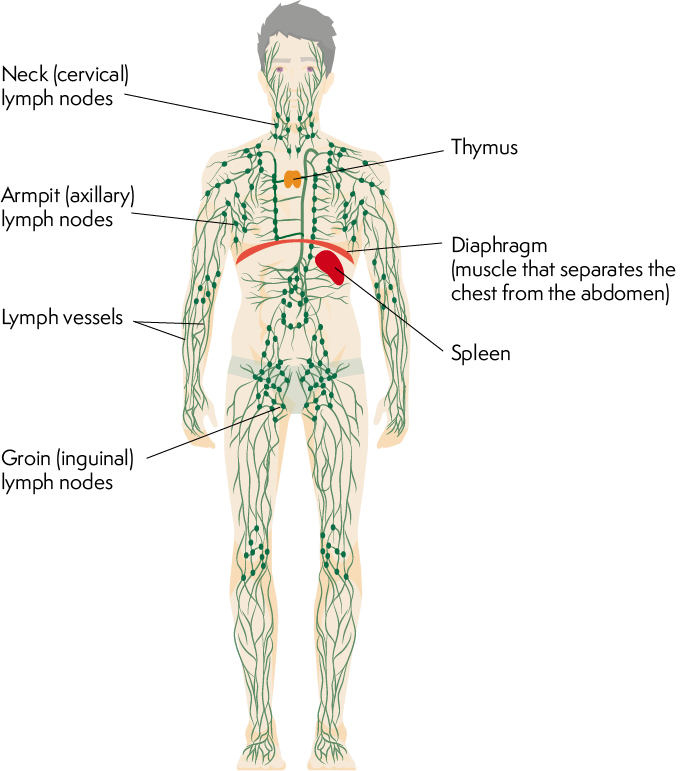 Neck (cervical)
lymph nodes
Thymus
Armpit (axillary)
lymph nodes
Diaphragm
(muscle that separates the
chest from the abdomen)
Lymph vessels
Spleen
Groin (inguinal)
lymph nodes